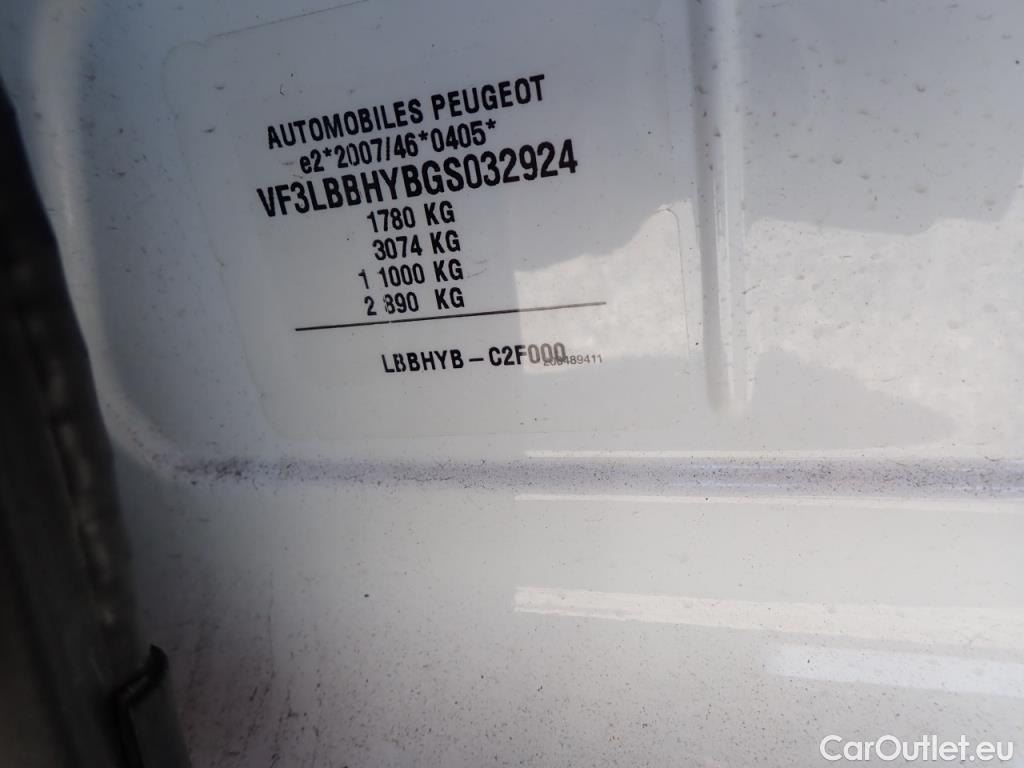 AUTOMOBILES PEUGEOT
e2*2007/46*0405*
VF3LBBHYBGS032924
1780 KG
3074 KG
1 1000 KG
2 890 KG
LBBHYB-C2F000
200489411
CarOutlet.eu